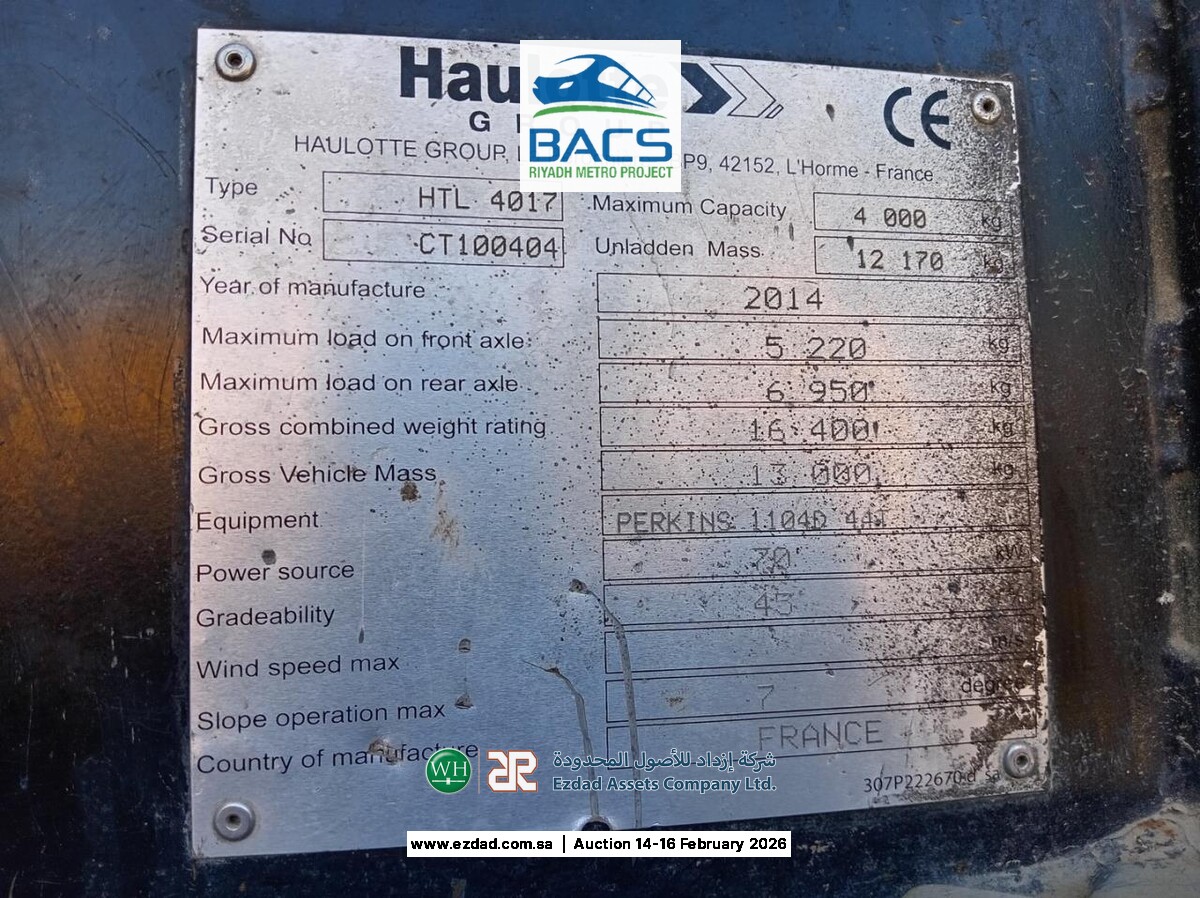 Hau
G
BACS
RIYADH METRO PROJECT
CE
HAULOTTE GROUP. P9, 42152, L'Horme - France
Type HTL 4017 Maximum Capacity 4 000 kg
Serial No CT100404 Unladden Mass 12 170 kg
Year of manufacture 2014
Maximum load on front axle: 5 220 kg
Maximum load on rear axle 6 950 kg
Gross combined weight rating 16 400 kg
Gross Vehicle Mass 13 000 kg
Equipment PERKINS 1104D 44T
Power source 70 kW
Gradeability 45
Wind speed max m/s
Slope operation max 7 degree
Country of manufacture FRANCE
307P222670
WH
شركة إزداد للأصول المحدودة
Ezdad Assets Company Ltd.
www.ezdad.com.sa | Auction 14-16 February 2026